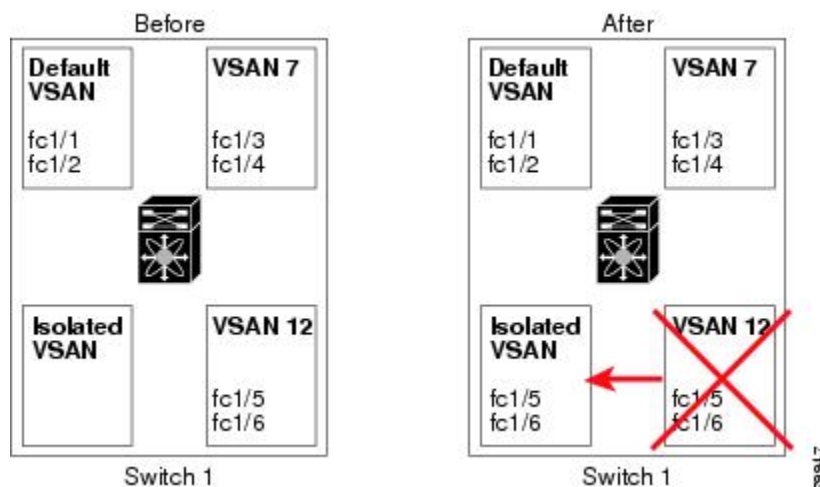 Before
Default
VSAN
fc1/1
fc1/2
VSAN 7
fc1/3
fc1/4
Isolated
VSAN
VSAN 12
fc1/5
fc1/6
Switch 1
After
Default
VSAN
fc1/1
fc1/2
VSAN 7
fc1/3
fc1/4
Isolated
VSAN
fc1/5
fc1/6
VSAN 12
fc1/5
fc1/6
Switch 1